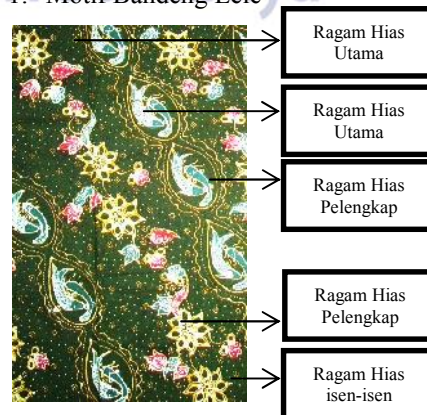 Motif Bandeng Lele
Ragam Hias
Utama
Ragam Hias
Utama
Ragam Hias
Pelengkap
Ragam Hias
Pelengkap
Ragam Hias
isen-isen